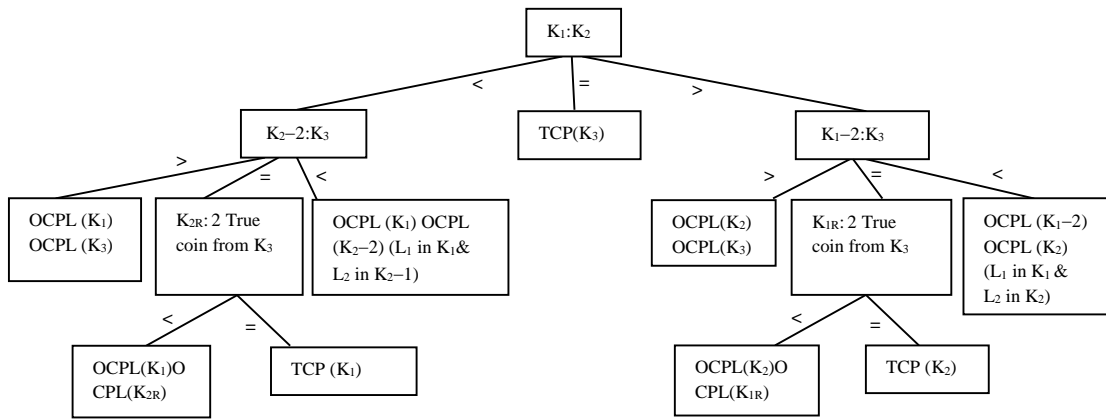 K₁:K₂
< = >
K₂−2:K₃
TCP(K₃)
K₁−2:K₃
> = <
> = <
OCPL (K₁)
OCPL (K₃)
K₂R: 2 True
coin from K₃
OCPL (K₁) OCPL
(K₂−2) (L₁ in K₁&
L₂ in K₂−1)
OCPL(K₂)
OCPL(K₃)
K₁R: 2 True
coin from K₃
OCPL (K₁−2)
OCPL (K₂)
(L₁ in K₁ &
L₂ in K₂)
< =
< =
OCPL(K₁)O
CPL(K₂R)
TCP (K₁)
OCPL(K₂)O
CPL(K₁R)
TCP (K₂)